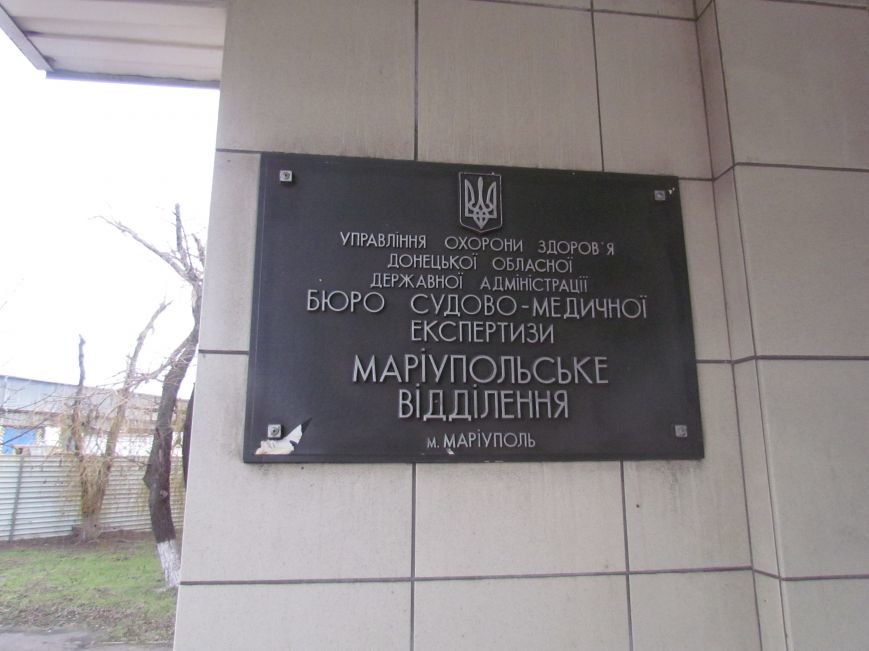 УПРАВЛІННЯ ОХОРОНИ ЗДОРОВ'Я
ДОНЕЦЬКОЇ ОБЛАСНОЇ
ДЕРЖАВНОЇ АДМІНІСТРАЦІЇ
БЮРО СУДОВО-МЕДИЧНОЇ
ЕКСПЕРТИЗИ
МАРІУПОЛЬСЬКЕ
ВІДДІЛЕННЯ
м. МАРІУПОЛЬ